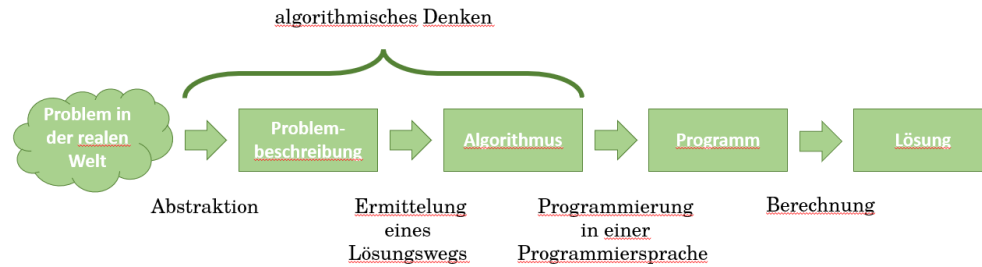 algorithmisches Denken
Problem in
der realen
Welt
Problem-
beschreibung
Algorithmus
Programm
Lösung
Abstraktion
Ermittelung
eines
Lösungswegs
Programmierung
in einer
Programmiersprache
Berechnung